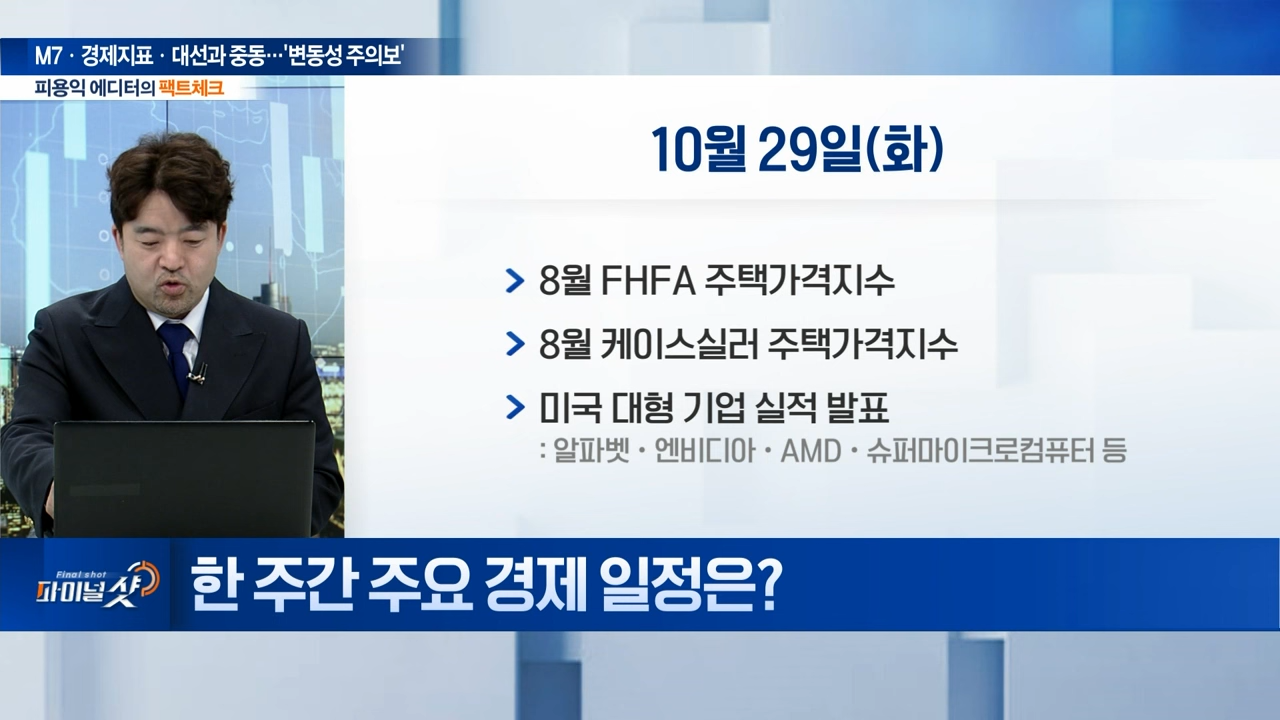 M7 · 경제지표 · 대선과 중동…'변동성 주의보'
피용익 에디터의 팩트체크
10월 29일(화)
8월 FHFA 주택가격지수
8월 케이스실러 주택가격지수
미국 대형 기업 실적 발표
: 알파벳 · 엔비디아 · AMD · 슈퍼마이크로컴퓨터 등
Final shot
파이널샷
한 주간 주요 경제 일정은?